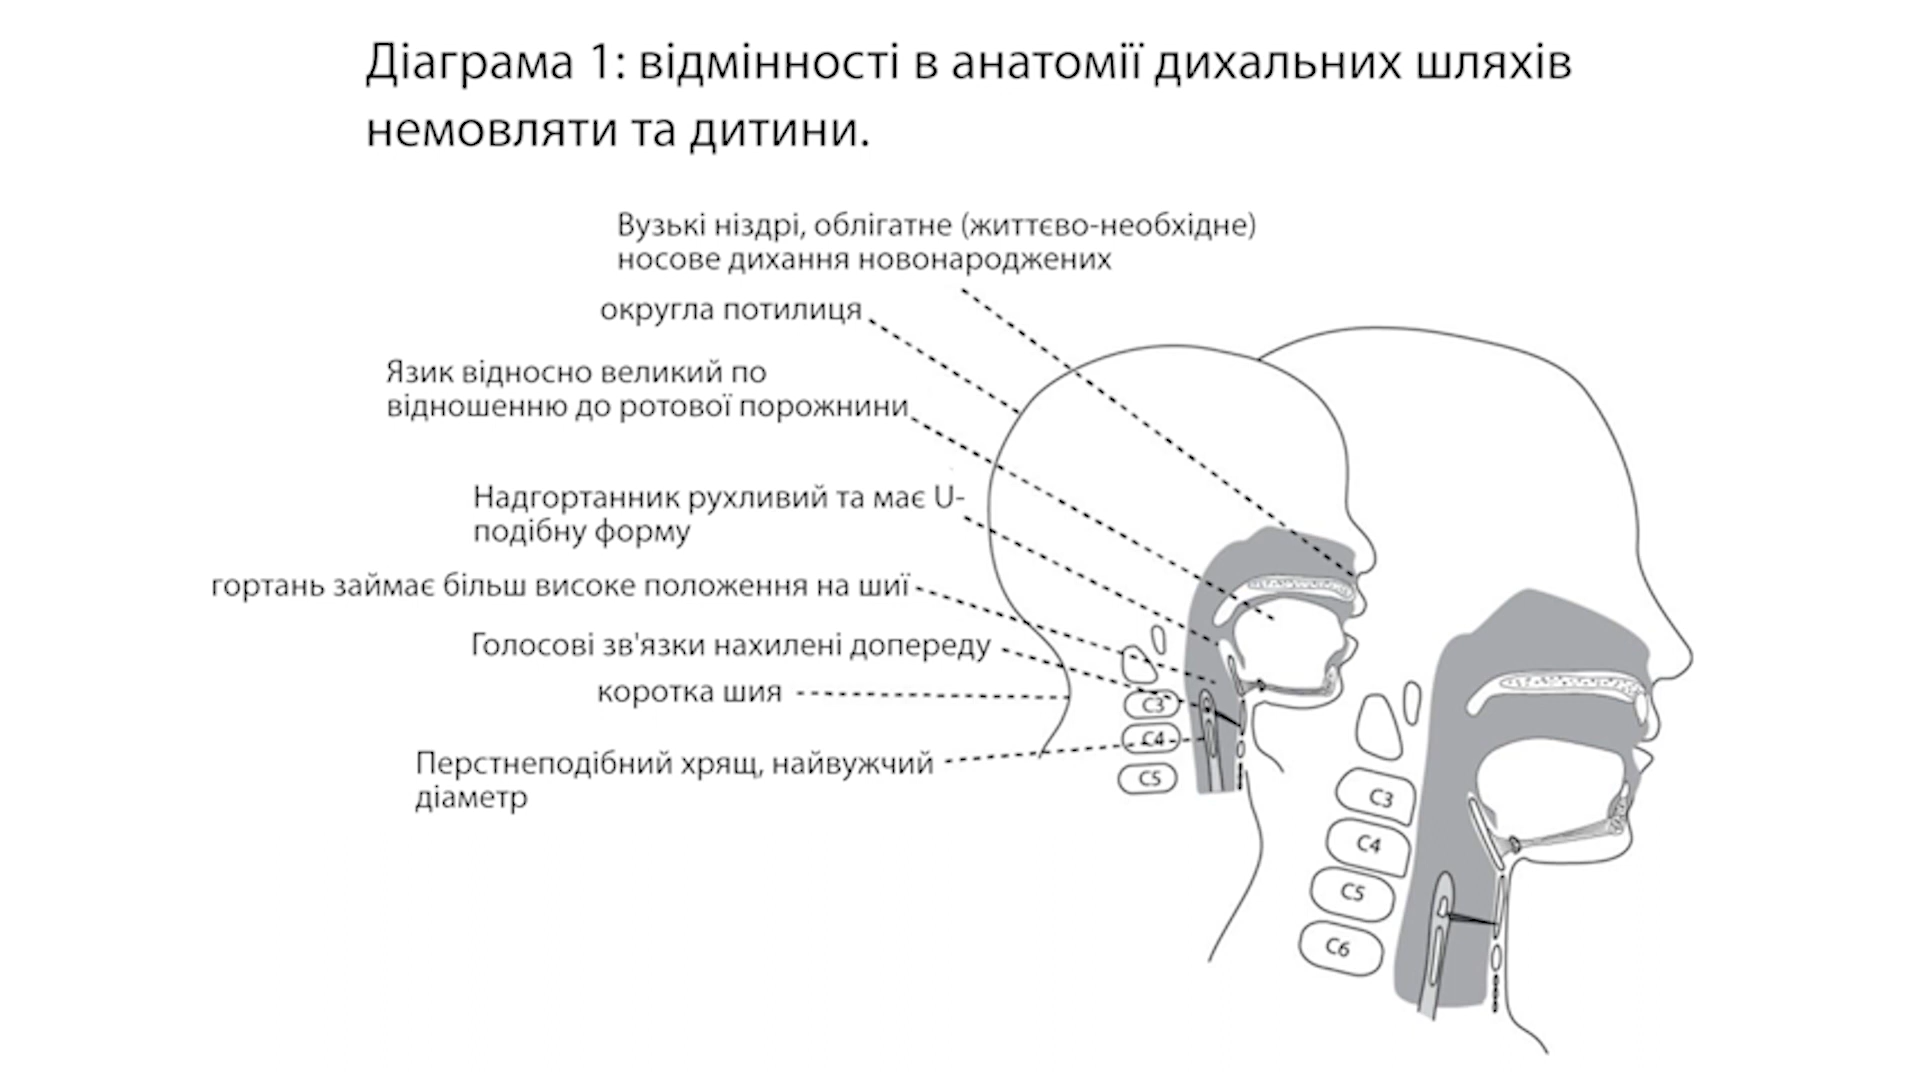 Діаграма 1: відмінності в анатомії дихальних шляхів
немовляти та дитини.
Вузькі ніздрі, облігатне (життєво-необхідне)
носове дихання новонароджених
округла потилиця
Язик відносно великий по
відношенню до ротової порожнини
Надгортанник рухливий та має U-
подібну форму
гортань займає більш високе положення на шиї
Голосові зв'язки нахилені допереду
коротка шия
Перстнеподібний хрящ, найвужчий
діаметр
C3
C4
C5
C3
C4
C5
C6